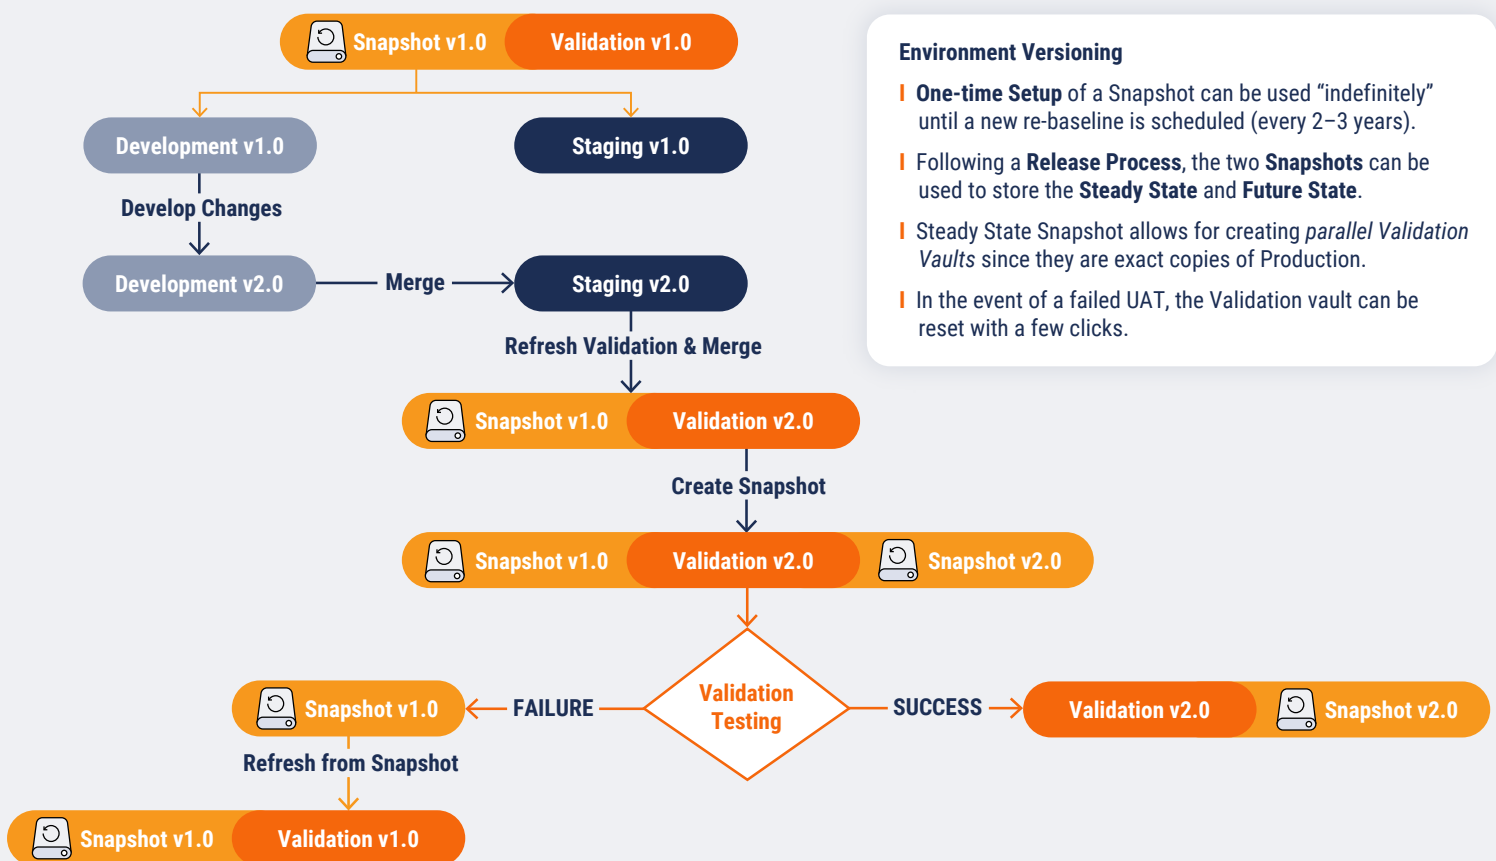 Snapshot v1.0
Validation v1.0
Development v1.0
Staging v1.0
Develop Changes
Development v2.0
Merge
Staging v2.0
Refresh Validation & Merge
Snapshot v1.0
Validation v2.0
Create Snapshot
Snapshot v1.0
Validation v2.0
Snapshot v2.0
Validation
Testing
FAILURE
Snapshot v1.0
Refresh from Snapshot
Snapshot v1.0
Validation v1.0
SUCCESS
Validation v2.0
Snapshot v2.0
Environment Versioning
One-time Setup of a Snapshot can be used “indefinitely”
until a new re-baseline is scheduled (every 2–3 years).
Following a Release Process, the two Snapshots can be
used to store the Steady State and Future State.
Steady State Snapshot allows for creating parallel Validation
Vaults since they are exact copies of Production.
In the event of a failed UAT, the Validation vault can be
reset with a few clicks.